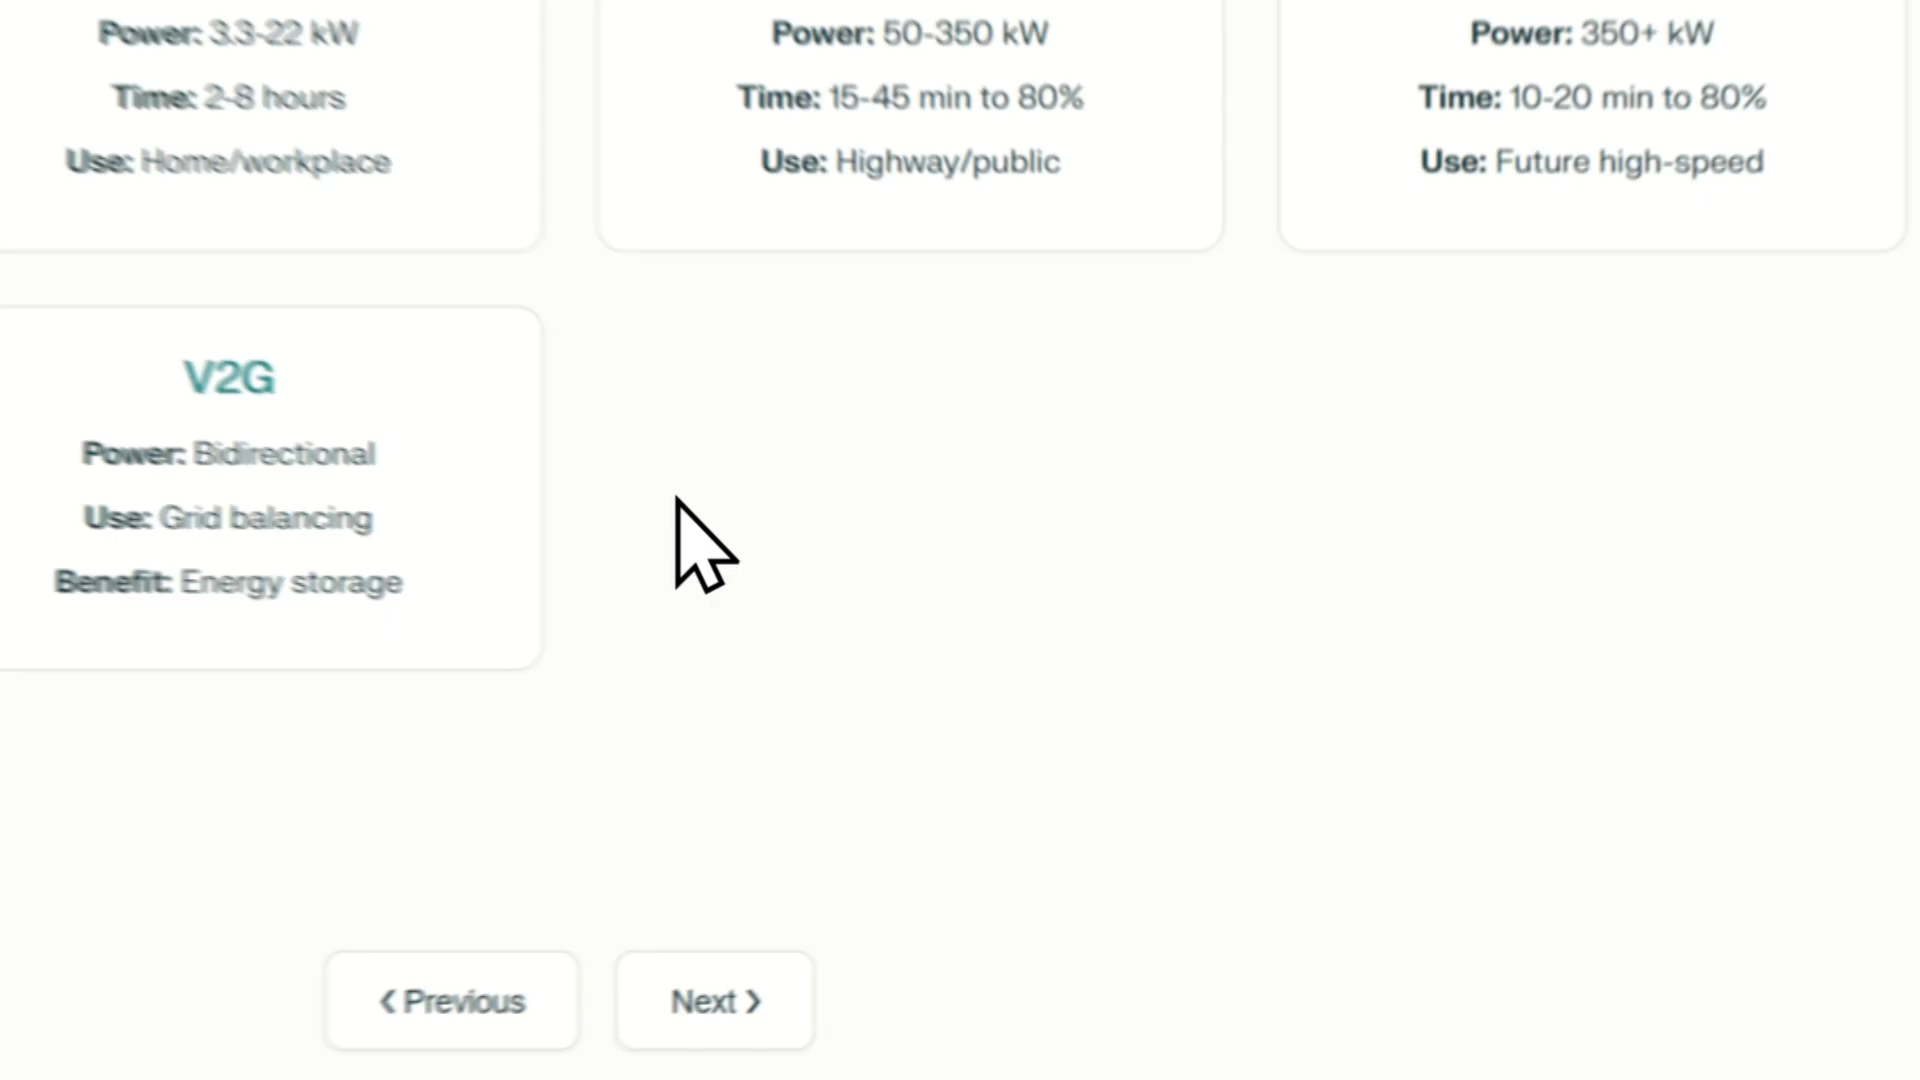 Power: 3.3-22 kW
Time: 2-8 hours
Use: Home/workplace
Power: 50-350 kW
Time: 15-45 min to 80%
Use: Highway/public
Power: 350+ kW
Time: 10-20 min to 80%
Use: Future high-speed
V2G
Power: Bidirectional
Use: Grid balancing
Benefit: Energy storage
❮ Previous
Next ❯